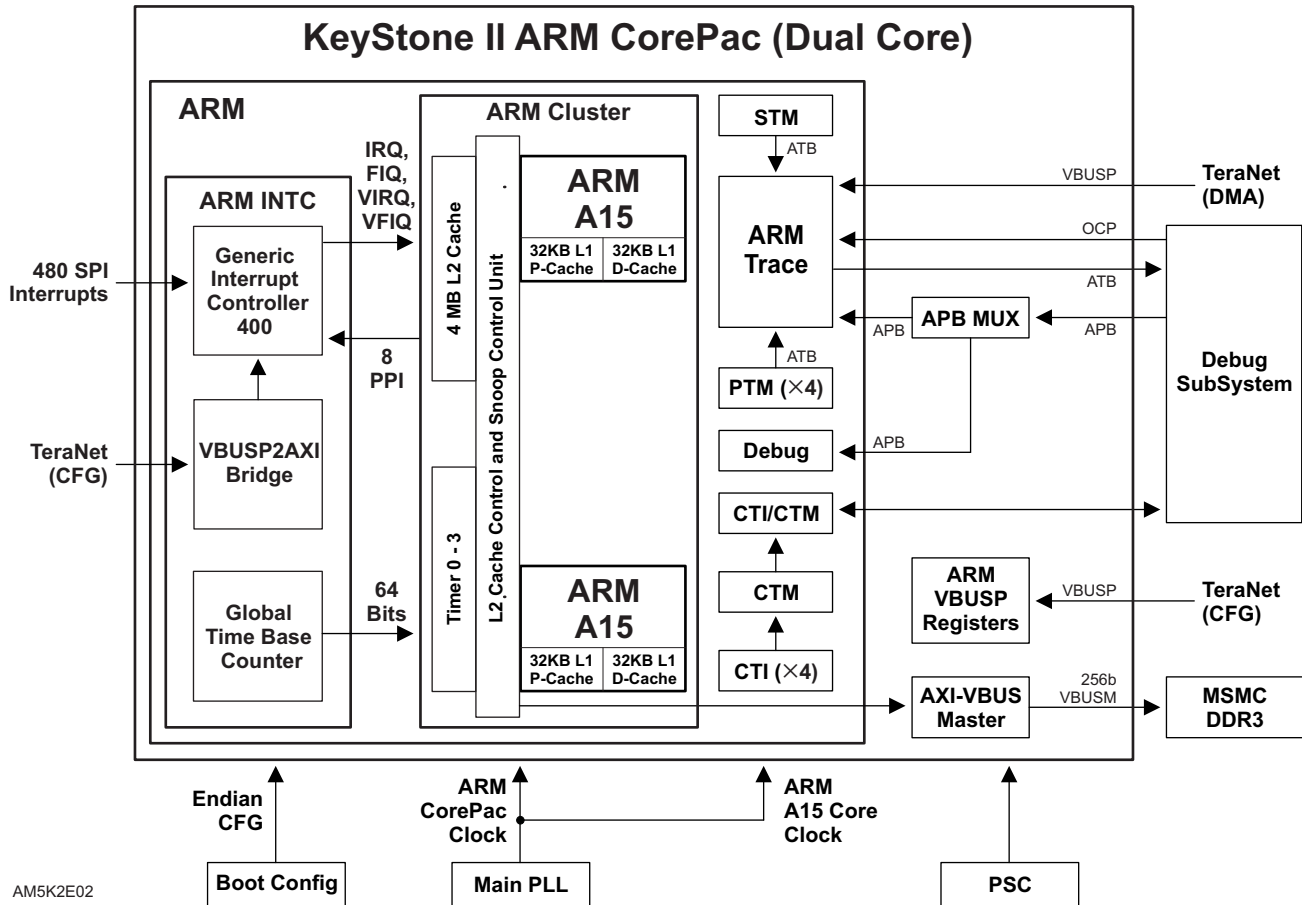 KeyStone II ARM CorePac (Dual Core)
ARM
ARM INTC
Generic
Interrupt
Controller
400
VBUSP2AXI
Bridge
Global
Time Base
Counter
480 SPI
Interrupts
TeraNet
(CFG)
IRQ,
FIQ,
VIRQ,
VFIQ
8
PPI
64
Bits
ARM Cluster
4 MB L2 Cache
Timer 0 - 3
L2 Cache Control and Snoop Control Unit
ARM
A15
32KB L1
P-Cache
32KB L1
D-Cache
ARM
A15
32KB L1
P-Cache
32KB L1
D-Cache
STM
ATB
ARM
Trace
ATB
PTM (×4)
Debug
CTI/CTM
CTM
CTI (×4)
VBUSP
TeraNet
(DMA)
OCP
ATB
APB
APB MUX
APB
APB
Debug
SubSystem
ARM
VBUSP
Registers
VBUSP
TeraNet
(CFG)
AXI-VBUS
Master
256b
VBUSM
MSMC
DDR3
Endian
CFG
Boot Config
ARM
CorePac
Clock
Main PLL
ARM
A15 Core
Clock
PSC
AM5K2E02